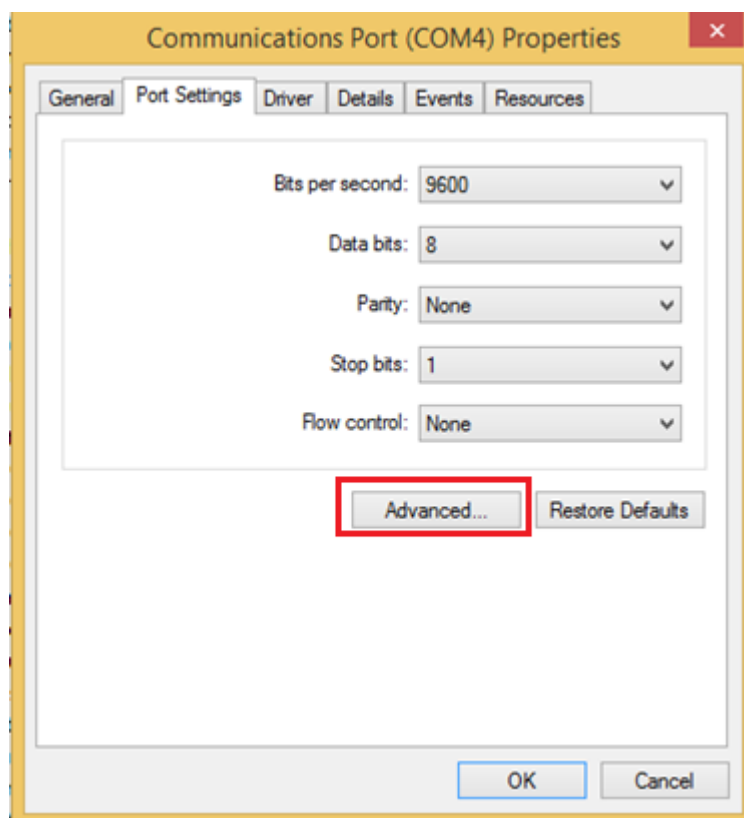 Communications Port (COM4) Properties
General Port Settings Driver Details Events Resources
Bits per second: 9600
Data bits: 8
Parity: None
Stop bits: 1
Flow control: None
Advanced... Restore Defaults
OK Cancel